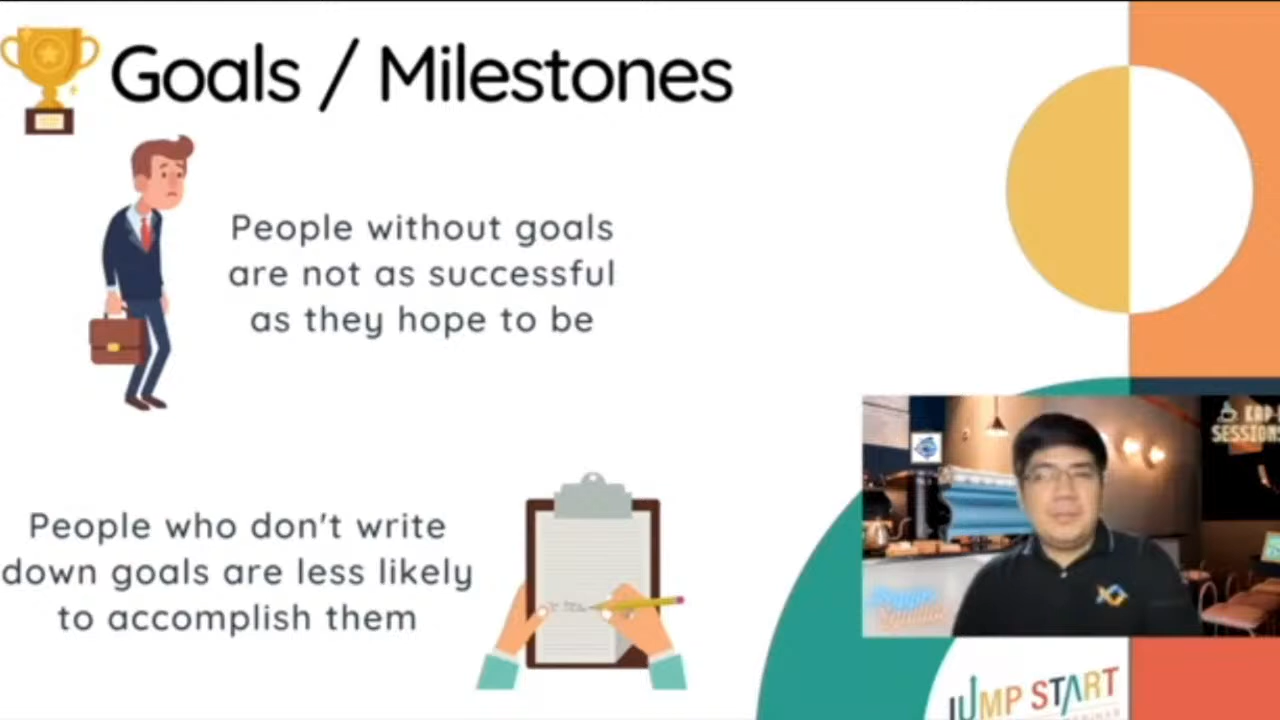 Goals / Milestones
People without goals
are not as successful
as they hope to be
People who don't write
down goals are less likely
to accomplish them
SESSIONS
JUMP START